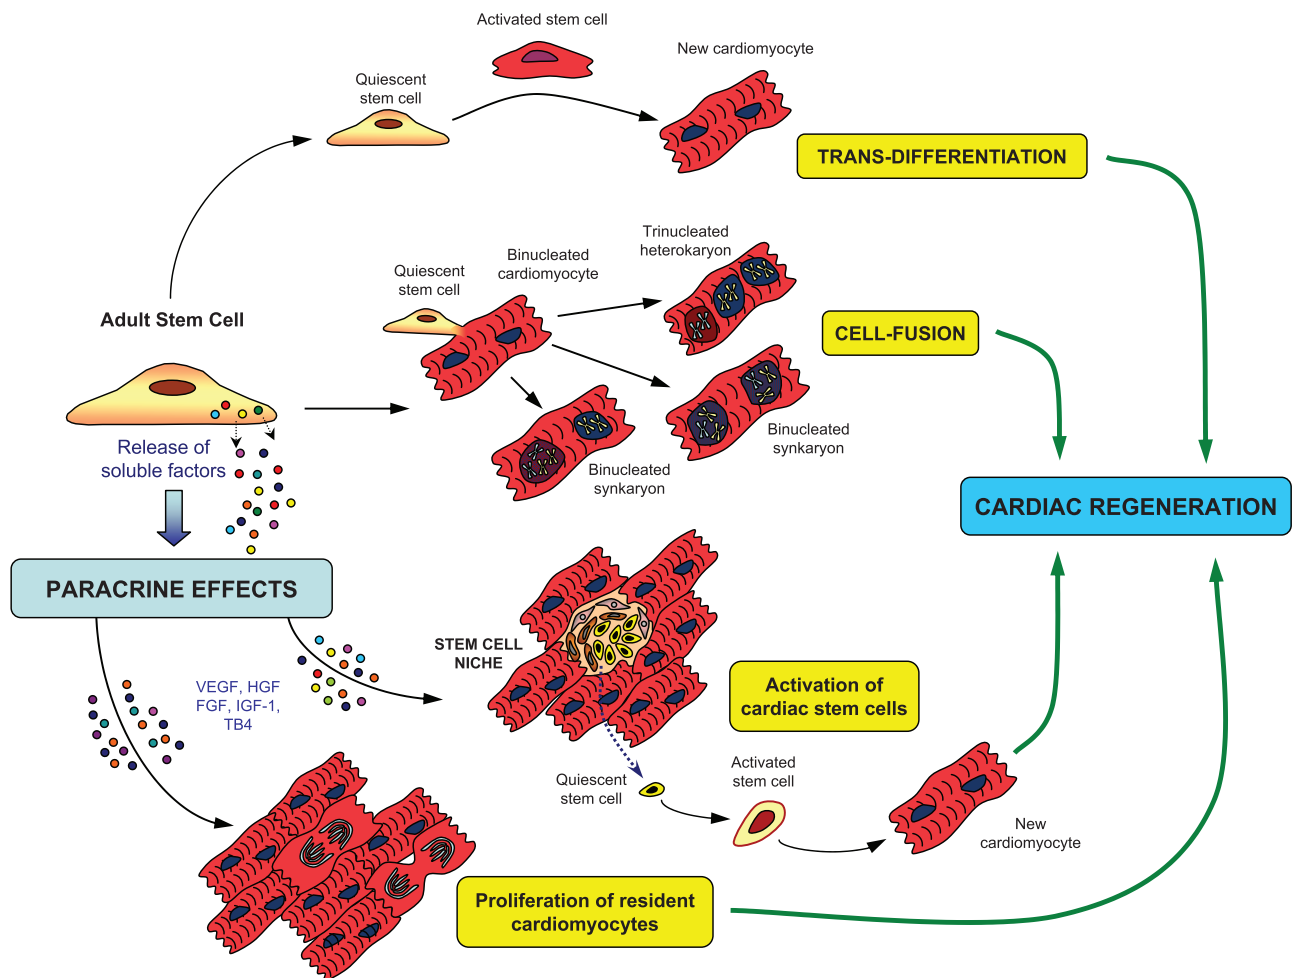 Activated stem cell
New cardiomyocyte
Quiescent
stem cell
TRANS-DIFFERENTIATION
Trinucleated
heterokaryon
Binucleated
cardiomyocyte
Quiescent
stem cell
Adult Stem Cell
CELL-FUSION
Binucleated
synkaryon
Binucleated
synkaryon
Release of
soluble factors
CARDIAC REGENERATION
PARACRINE EFFECTS
STEM CELL
NICHE
VEGF, HGF
FGF, IGF-1,
TB4
Activation of
cardiac stem cells
Quiescent
stem cell
Activated
stem cell
New
cardiomyocyte
Proliferation of resident
cardiomyocytes